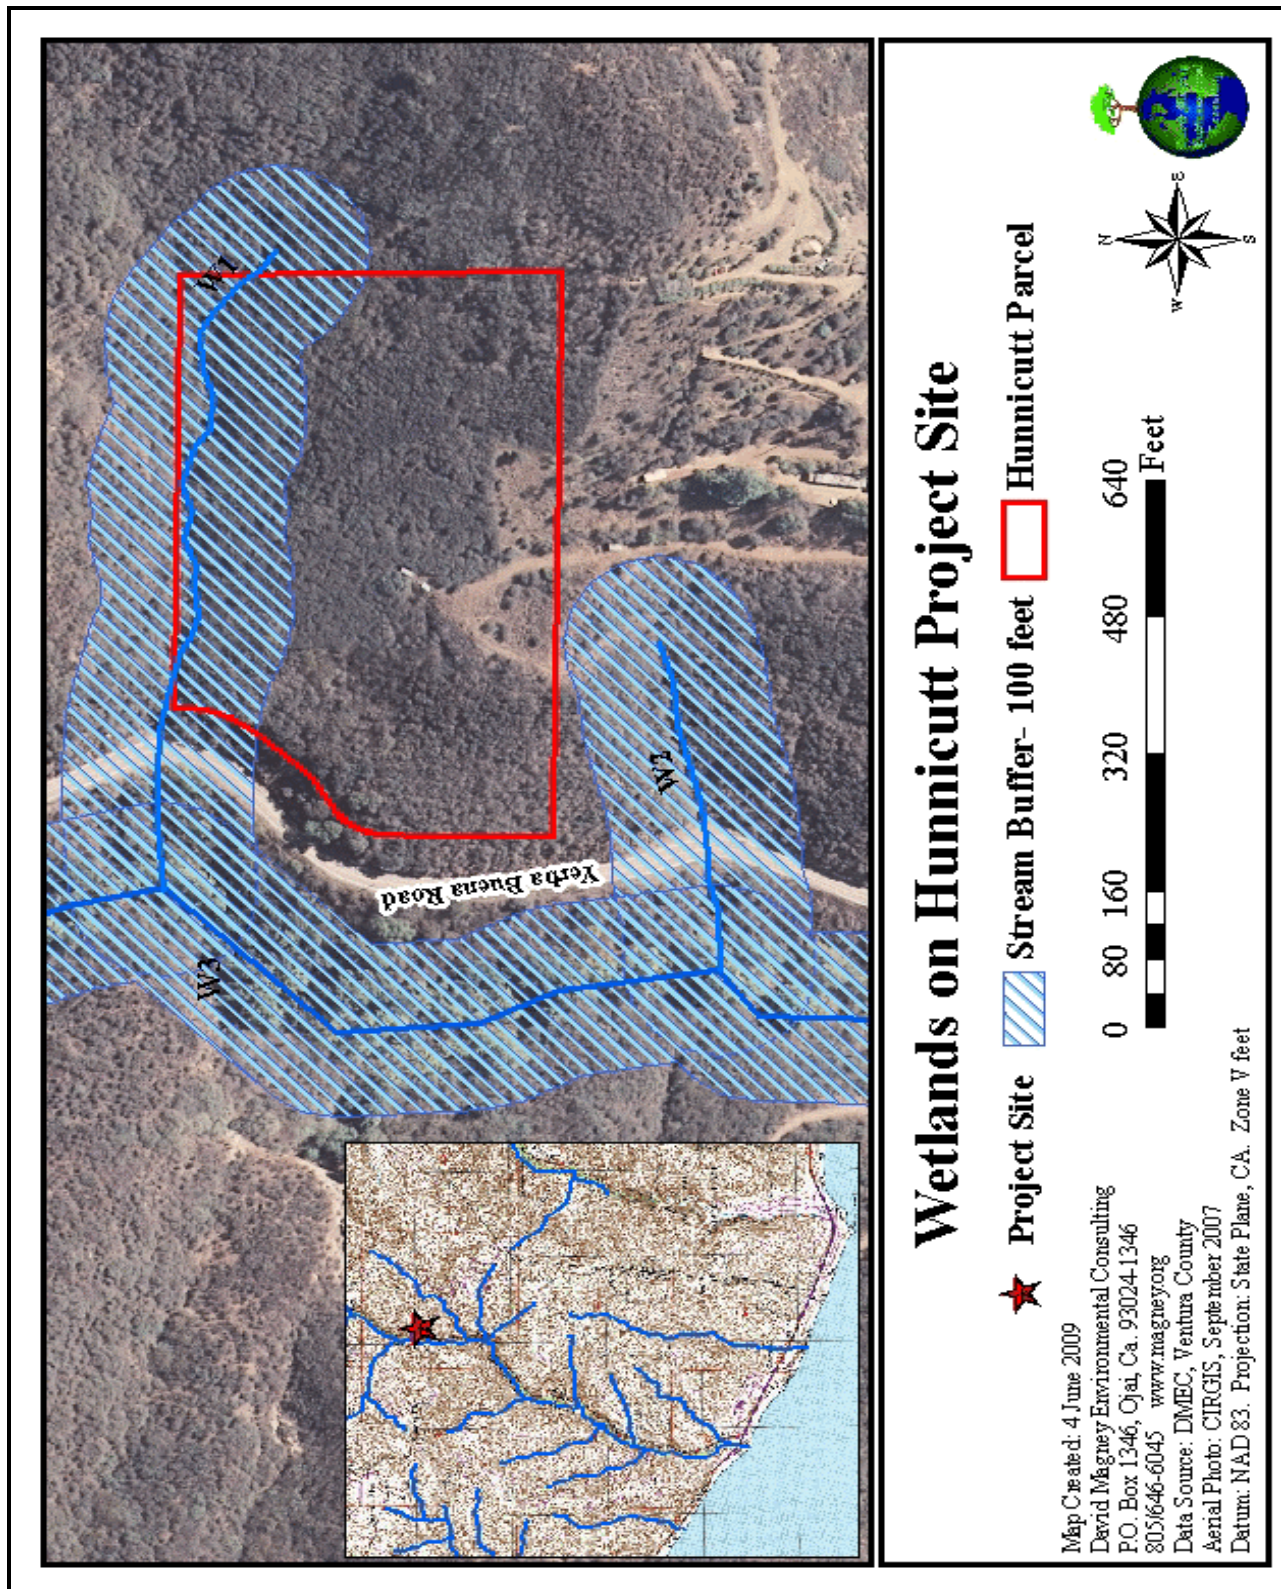 W1
W2
W3
Yerba Buena Road
Wetlands on Hunnicutt Project Site
Project Site
Stream Buffer- 100 feet
Hunnicutt Parcel
0 80 160 320 480 640
Feet
N
W
E
S
Map Created: 4 June 2009
David Magney Environmental Consulting
P.O. Box 1346, Ojai, Ca. 93024-1346
805/646-6045 www.magney.org
Data Source: DMEC, Ventura County
Aerial Photo: CIRGIS, September 2007
Datum: NAD 83. Projection: State Plane, CA. Zone V feet